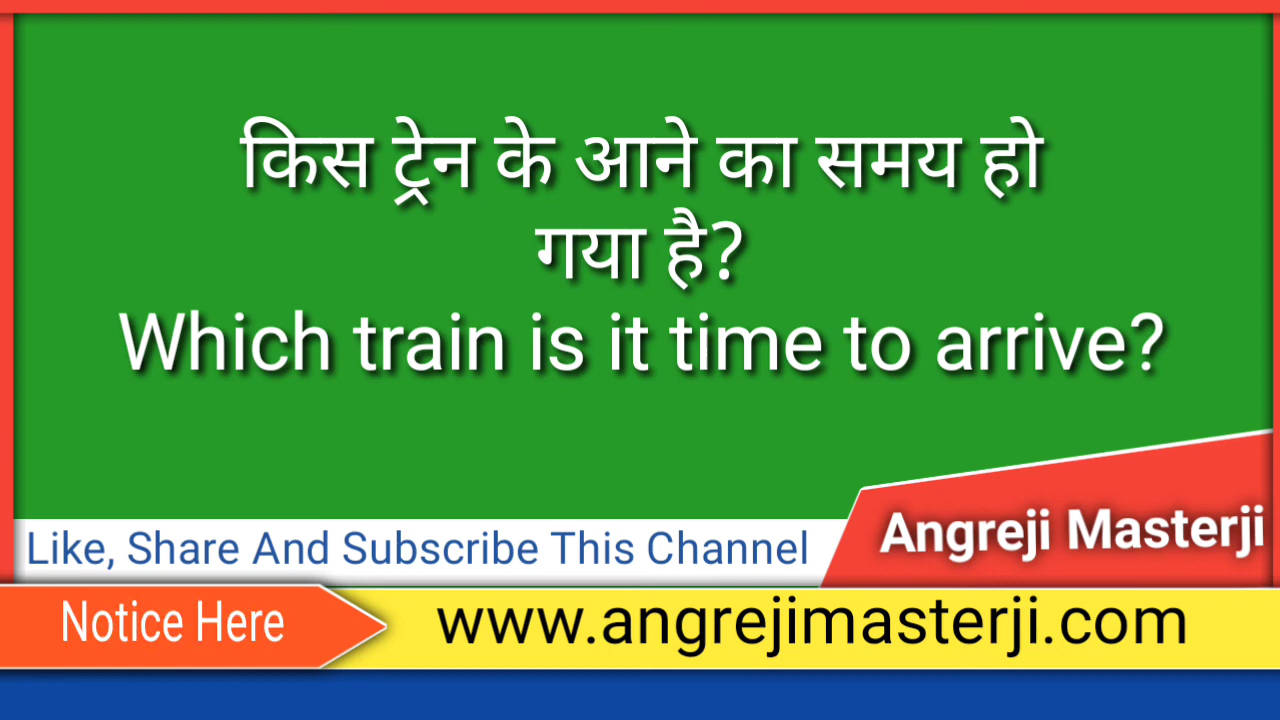 किस ट्रेन के आने का समय हो
गया है?
Which train is it time to arrive?
Angreji Masterji
Like, Share And Subscribe This Channel
Notice Here
www.angrejimasterji.com